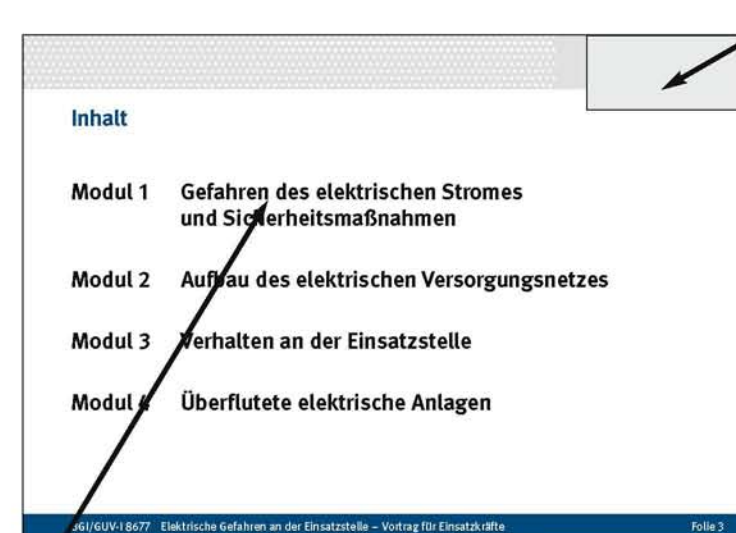 Inhalt
Modul 1 Gefahren des elektrischen Stromes
und Sicherheitsmaßnahmen
Modul 2 Aufbau des elektrischen Versorgungsnetzes
Modul 3 Verhalten an der Einsatzstelle
Modul 4 Überflutete elektrische Anlagen
BGI/GUV-I 8677 Elektrische Gefahren an der Einsatzstelle – Vortrag für Einsatzkräfte Folie 3